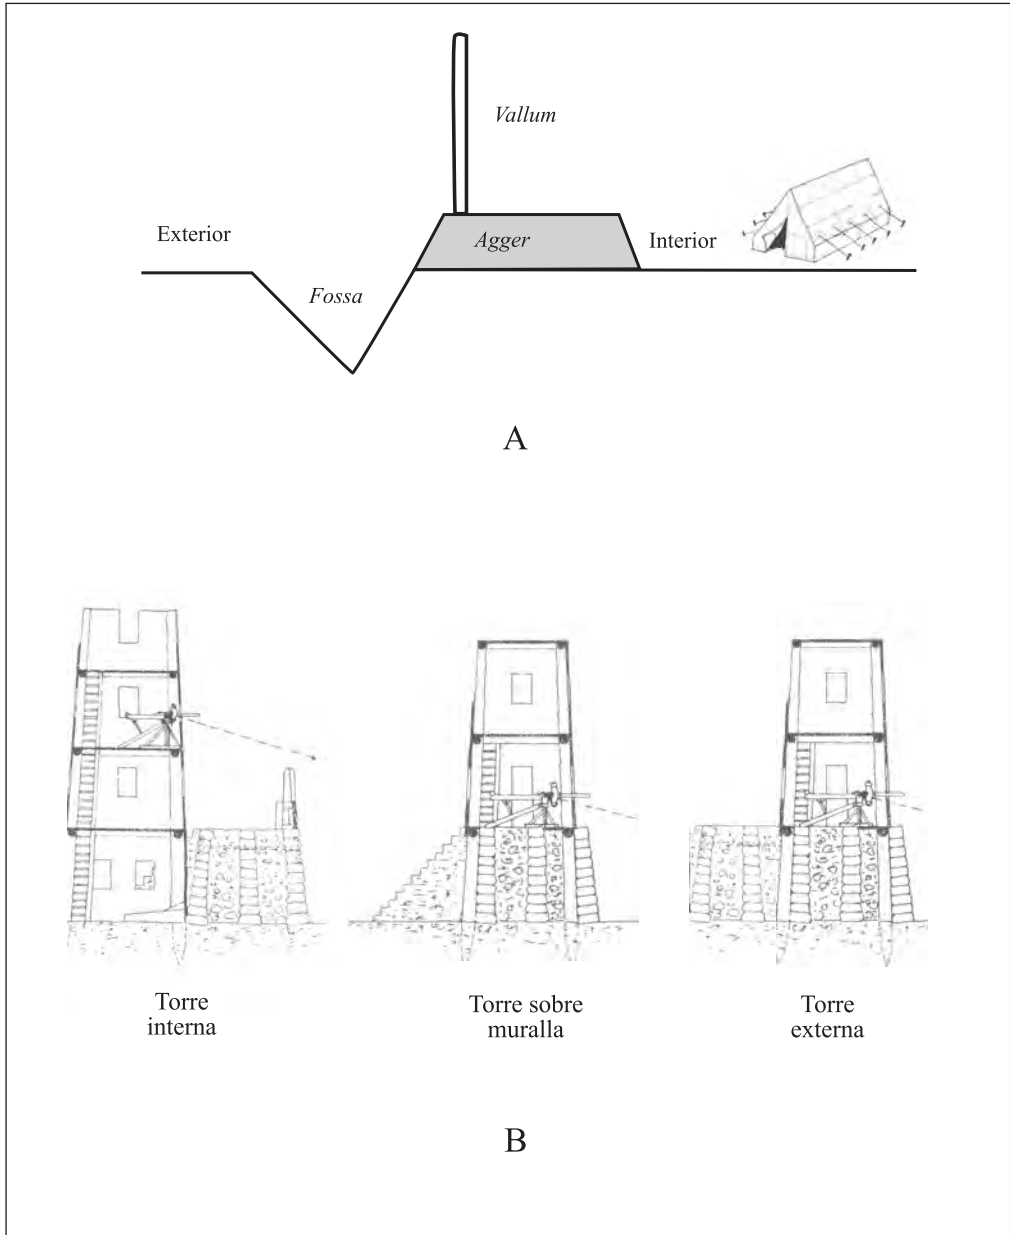 Vallum
Exterior
Agger
Interior
Fossa
A
Torre
interna
Torre sobre
muralla
Torre
externa
B